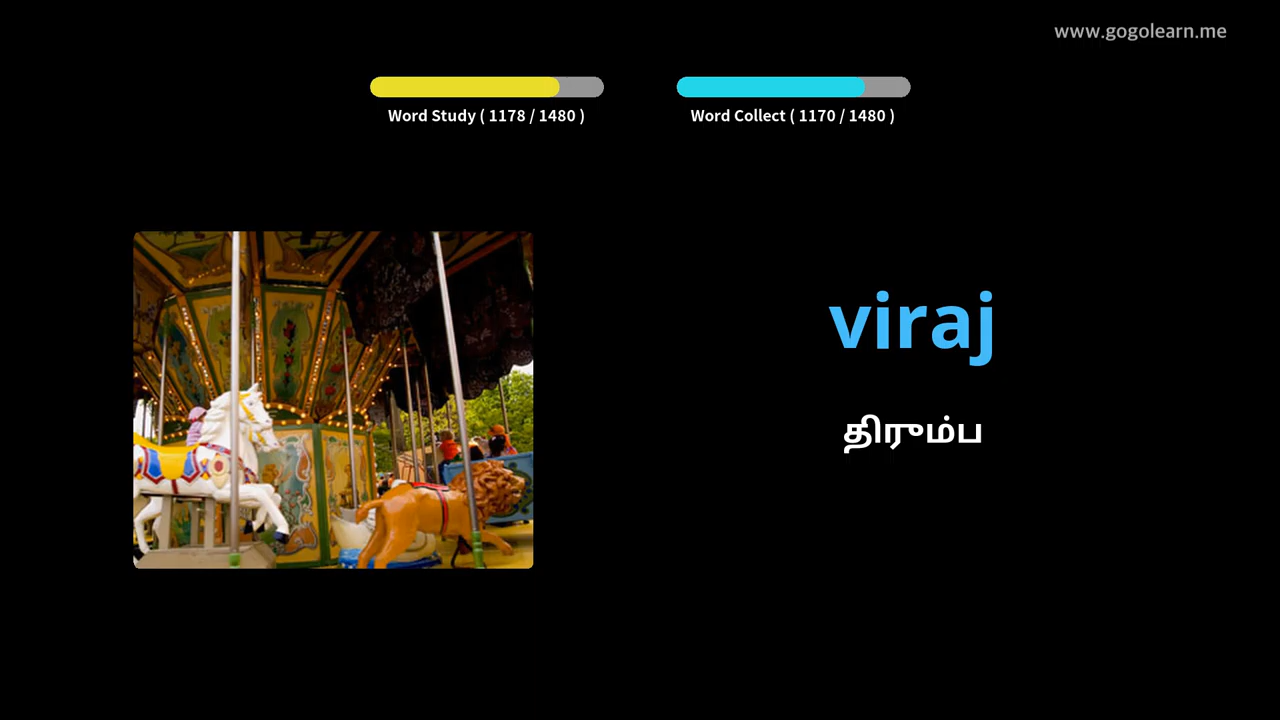 www.gogolearn.me
Word Study ( 1178 / 1480 )
Word Collect ( 1170 / 1480 )
viraj
திரும்ப